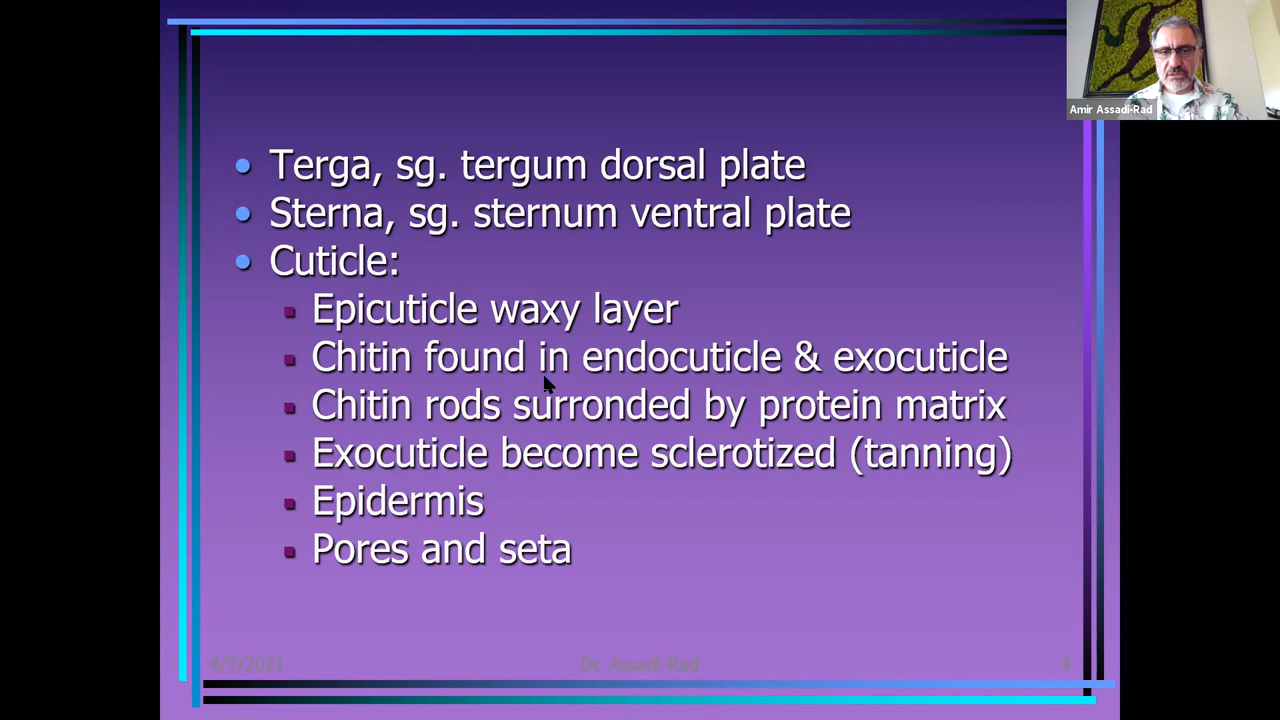 Amir Assadi-Rad
Terga, sg. tergum dorsal plate
Sterna, sg. sternum ventral plate
Cuticle:
Epicuticle waxy layer
Chitin found in endocuticle & exocuticle
Chitin rods surronded by protein matrix
Exocuticle become sclerotized (tanning)
Epidermis
Pores and seta
4/7/2021 Dr. Assadi-Rad 4